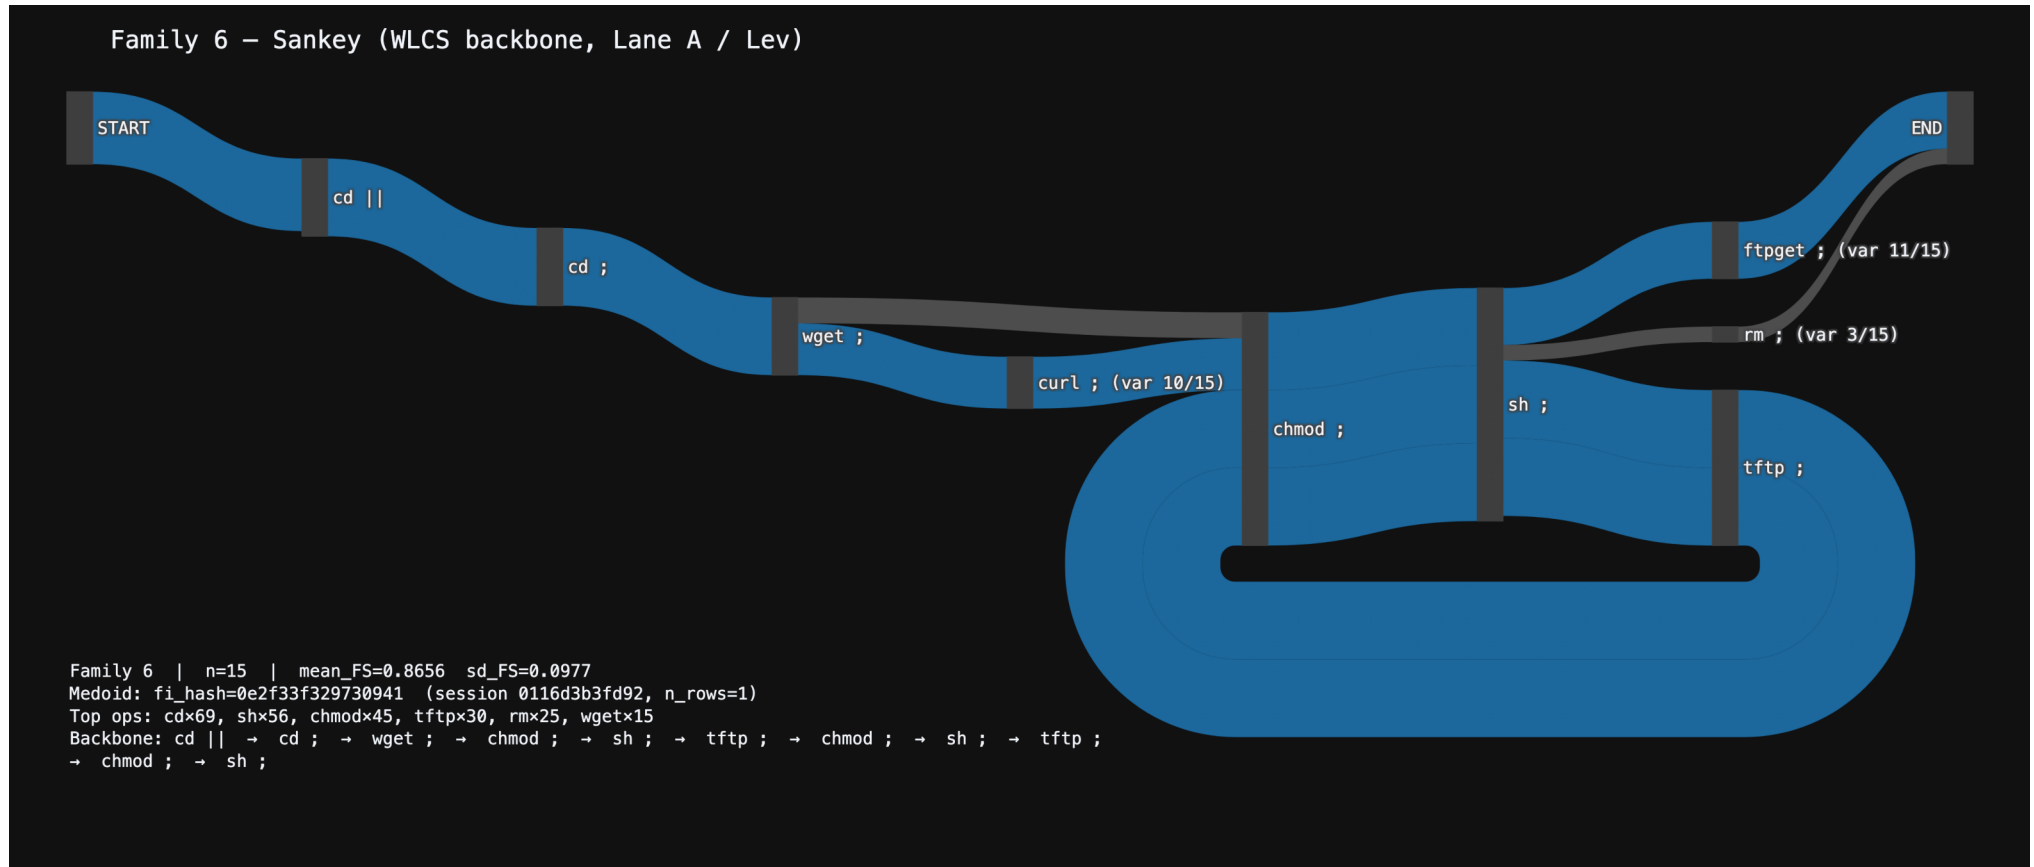 Family 6 — Sankey (WLCS backbone, Lane A / Lev)
START
END
cd ||
ftpget ; (var 11/15)
cd ;
wget ;
rm ; (var 3/15)
curl ; (var 10/15)
sh ;
chmod ;
tftp ;
Family 6 | n=15 | mean_FS=0.8656 sd_FS=0.0977
Medoid: fi_hash=0e2f33f329730941 (session 0116d3b3fd92, n_rows=1)
Top ops: cd×69, sh×56, chmod×45, tftp×30, rm×25, wget×15
Backbone: cd || → cd ; → wget ; → chmod ; → sh ; → tftp ; → chmod ; → sh ; → tftp ;
→ chmod ; → sh ;